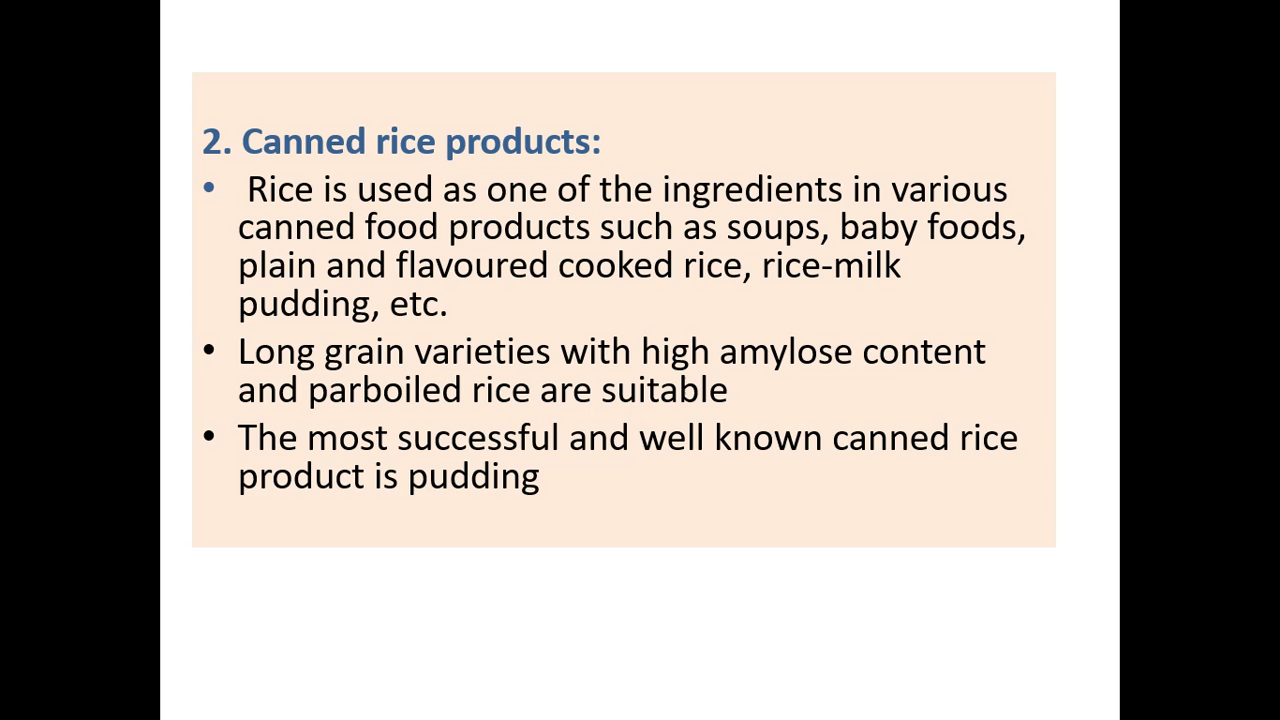 2. Canned rice products:
• Rice is used as one of the ingredients in various
canned food products such as soups, baby foods,
plain and flavoured cooked rice, rice-milk
pudding, etc.
• Long grain varieties with high amylose content
and parboiled rice are suitable
• The most successful and well known canned rice
product is pudding